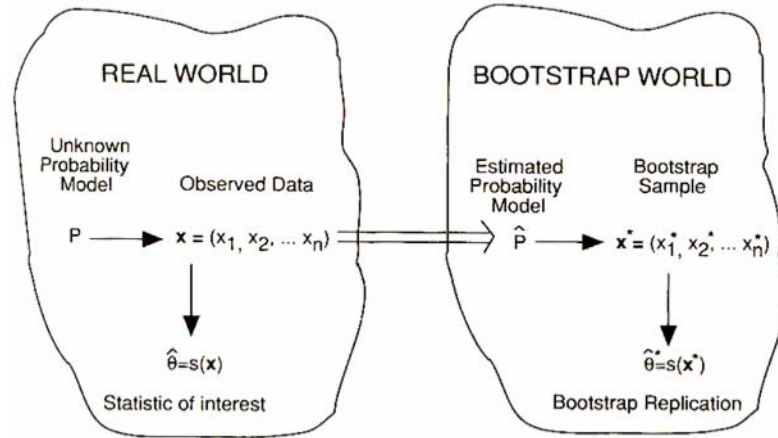 REAL WORLD
Unknown
Probability
Model
Observed Data
P
x = (x₁, x₂, ... xₙ)
θ̂=s(x)
Statistic of interest
BOOTSTRAP WORLD
Estimated
Probability
Model
Bootstrap
Sample
P̂
x* = (x₁*, x₂*, ... xₙ*)
θ̂*=s(x*)
Bootstrap Replication